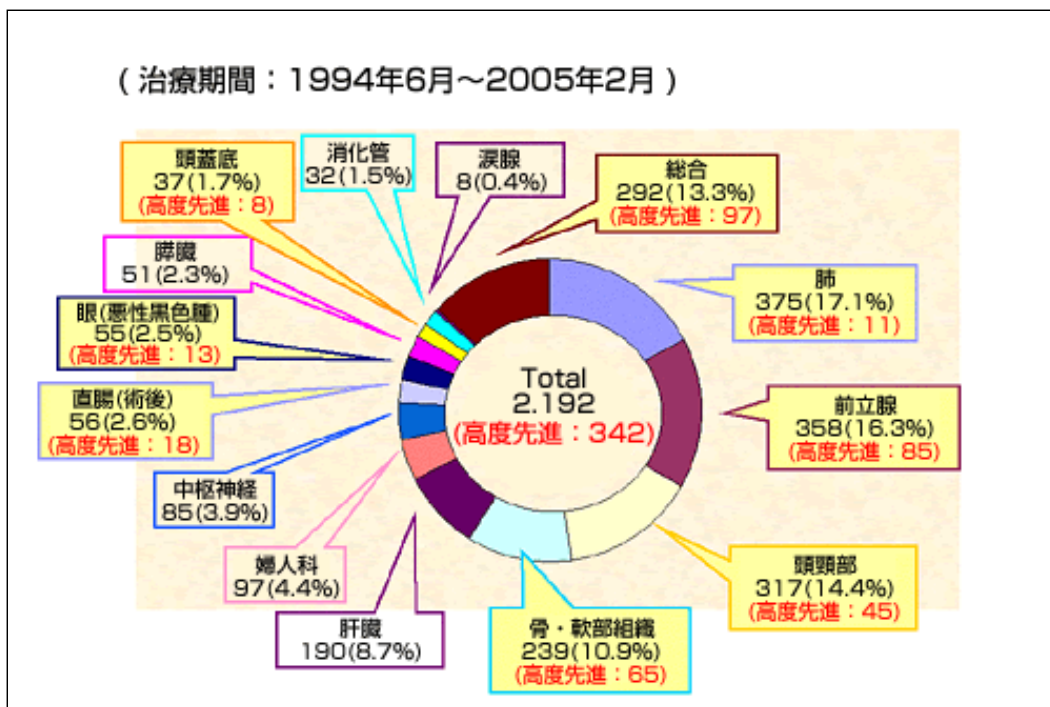 ( 治療期間：1994年6月～2005年2月 )
頭蓋底
37(1.7%)
(高度先進：8)
消化管
32(1.5%)
涙腺
8(0.4%)
総合
292(13.3%)
(高度先進：97)
膵臓
51(2.3%)
肺
375(17.1%)
(高度先進：11)
眼(悪性黒色腫)
55(2.5%)
(高度先進：13)
Total
2.192
(高度先進：342)
直腸(術後)
56(2.6%)
(高度先進：18)
前立腺
358(16.3%)
(高度先進：85)
中枢神経
85(3.9%)
婦人科
97(4.4%)
頭頸部
317(14.4%)
(高度先進：45)
肝臓
190(8.7%)
骨・軟部組織
239(10.9%)
(高度先進：65)